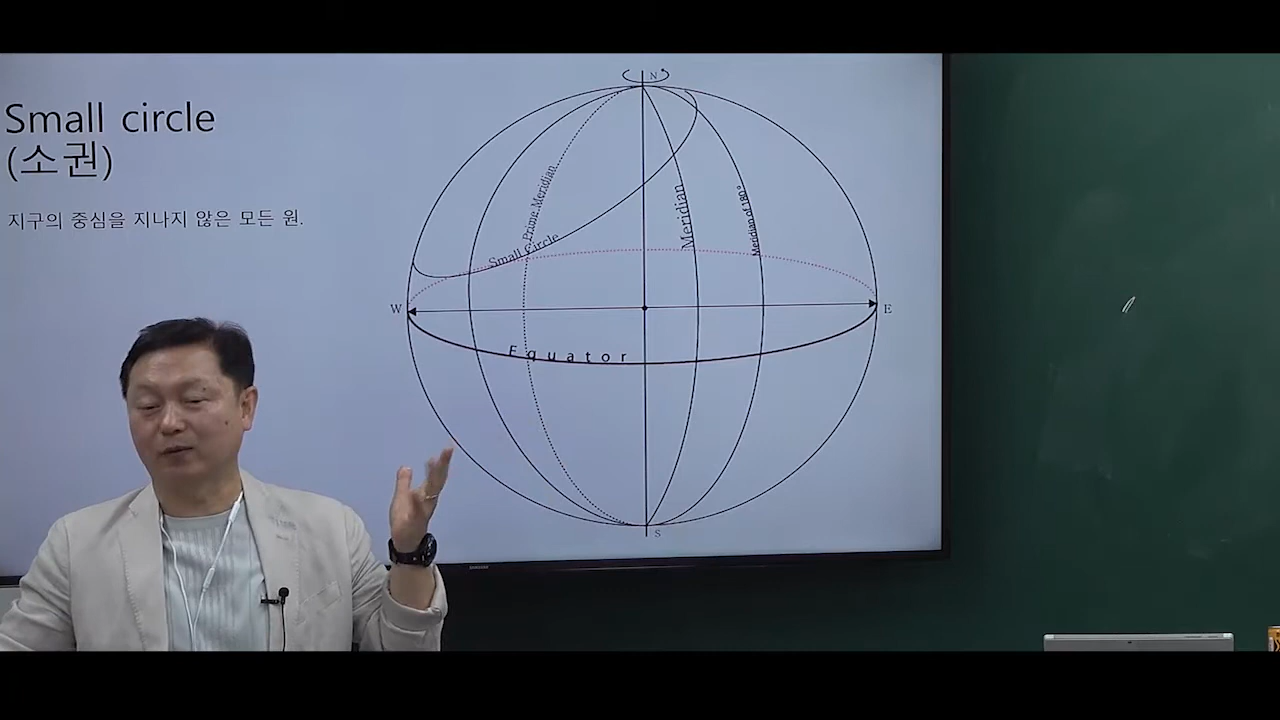 Small circle
(소권)
지구의 중심을 지나지 않은 모든 원.
N
Prime Meridian
Meridian
Meridian of 180°
Small circle
W
E
Equator
S
SAMSUNG